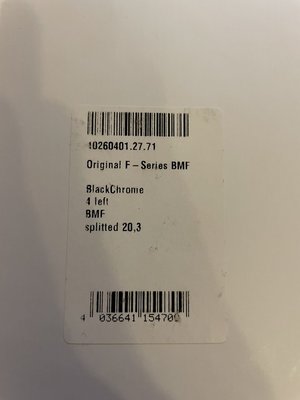 10260401.27.71
Original F – Series BMF
BlackChrome
4 left
BMF
splitted 20,3
4 036641 154700